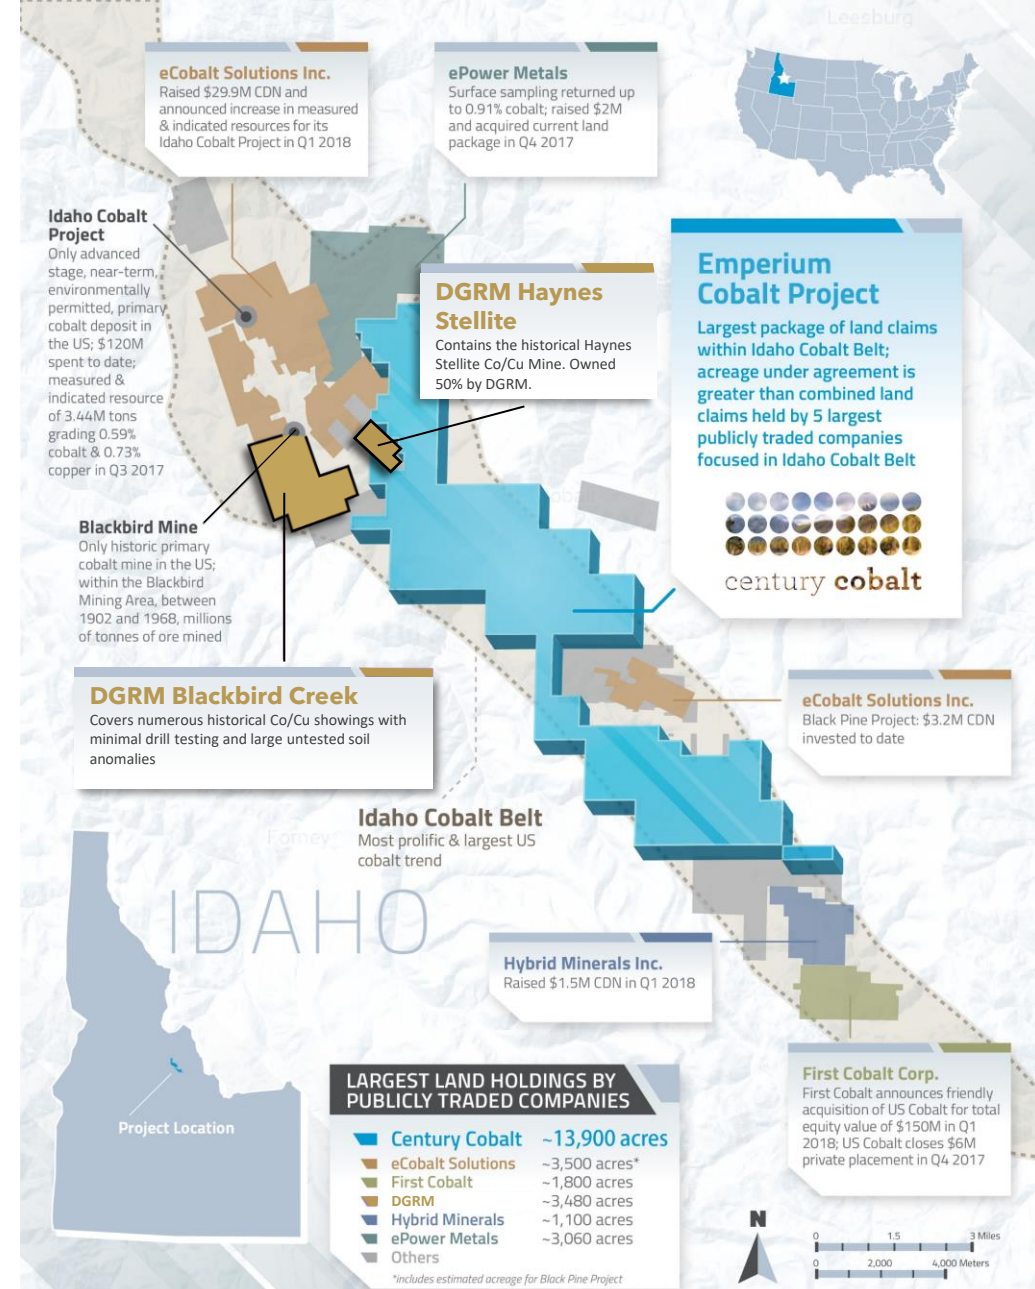 Leesburg
eCobalt Solutions Inc.
Raised $29.9M CDN and
announced increase in measured
& indicated resources for its
Idaho Cobalt Project in Q1 2018
ePower Metals
Surface sampling returned up
to 0.91% cobalt; raised $2M
and acquired current land
package in Q4 2017
Idaho Cobalt
Project
Only advanced
stage, near-term,
environmentally
permitted, primary
cobalt deposit in
the US; $120M
spent to date;
measured &
indicated resource
of 3.44M tons
grading 0.59%
cobalt & 0.73%
copper in Q3 2017
DGRM Haynes
Stellite
Contains the historical Haynes
Stellite Co/Cu Mine. Owned
50% by DGRM.
Emperium
Cobalt Project
Largest package of land claims
within Idaho Cobalt Belt;
acreage under agreement is
greater than combined land
claims held by 5 largest
publicly traded companies
focused in Idaho Cobalt Belt
century cobalt
Blackbird Mine
Only historic primary
cobalt mine in the US;
within the Blackbird
Mining Area, between
1902 and 1968, millions
of tonnes of ore mined
DGRM Blackbird Creek
Covers numerous historical Co/Cu showings with
minimal drill testing and large untested soil
anomalies
eCobalt Solutions Inc.
Black Pine Project: $3.2M CDN
invested to date
Idaho Cobalt Belt
Most prolific & largest US
cobalt trend
Forney
IDAHO
Project Location
Hybrid Minerals Inc.
Raised $1.5M CDN in Q1 2018
First Cobalt Corp.
First Cobalt announces friendly
acquisition of US Cobalt for total
equity value of $150M in Q1
2018; US Cobalt closes $6M
private placement in Q4 2017
LARGEST LAND HOLDINGS BY
PUBLICLY TRADED COMPANIES
Century Cobalt ~13,900 acres
eCobalt Solutions ~3,500 acres*
First Cobalt ~1,800 acres
DGRM ~3,480 acres
Hybrid Minerals ~1,100 acres
ePower Metals ~3,060 acres
Others
*includes estimated acreage for Black Pine Project
N
0 1.5 3 Miles
0 2,000 4,000 Meters